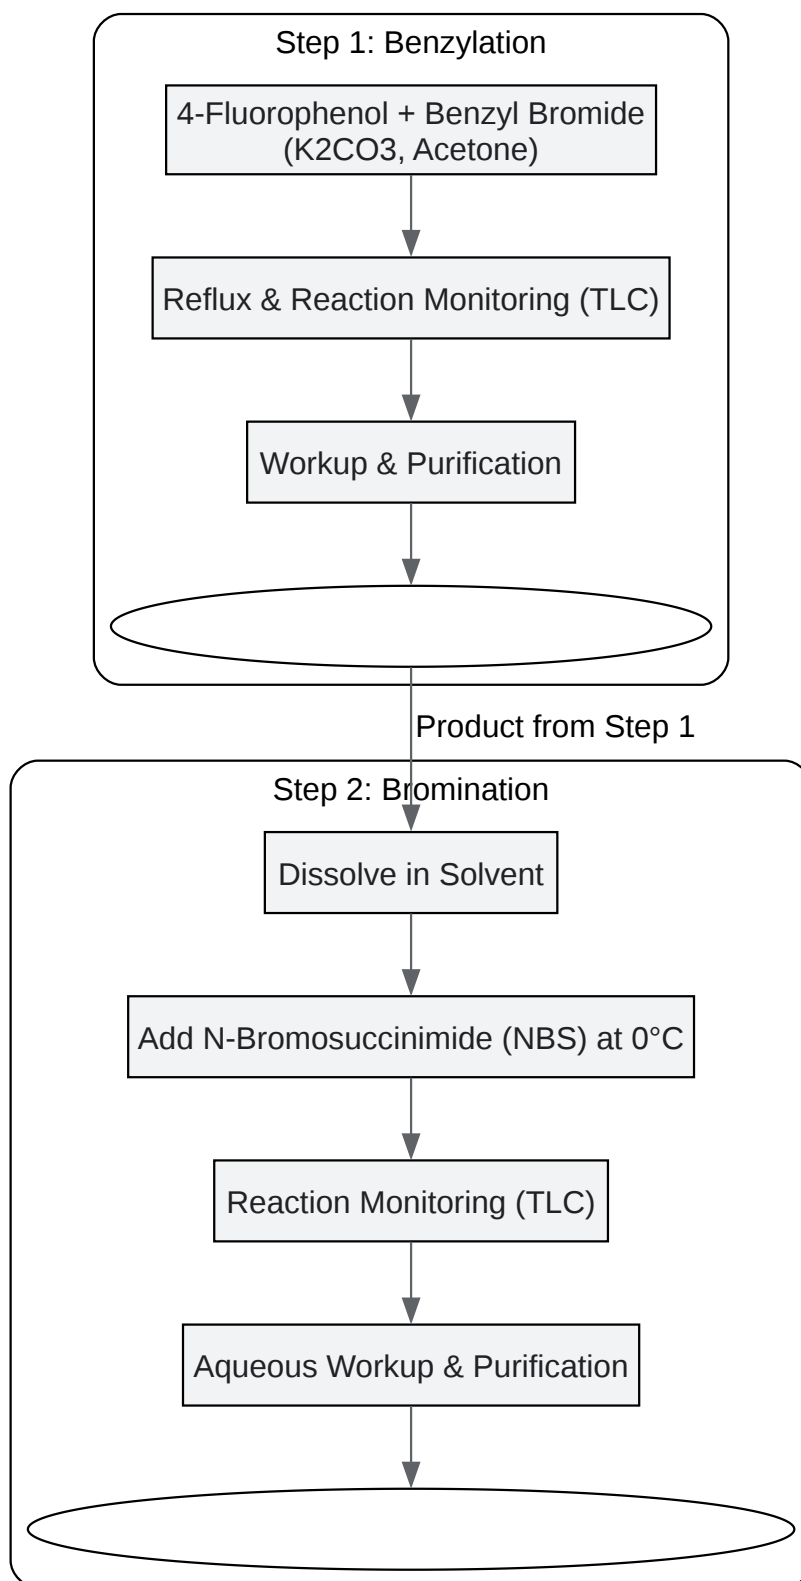 Step 1: Benzylation
4-Fluorophenol + Benzyl Bromide
(K2CO3, Acetone)
Reflux & Reaction Monitoring (TLC)
Workup & Purification
Product from Step 1
Step 2: Bromination
Dissolve in Solvent
Add N-Bromosuccinimide (NBS) at 0°C
Reaction Monitoring (TLC)
Aqueous Workup & Purification